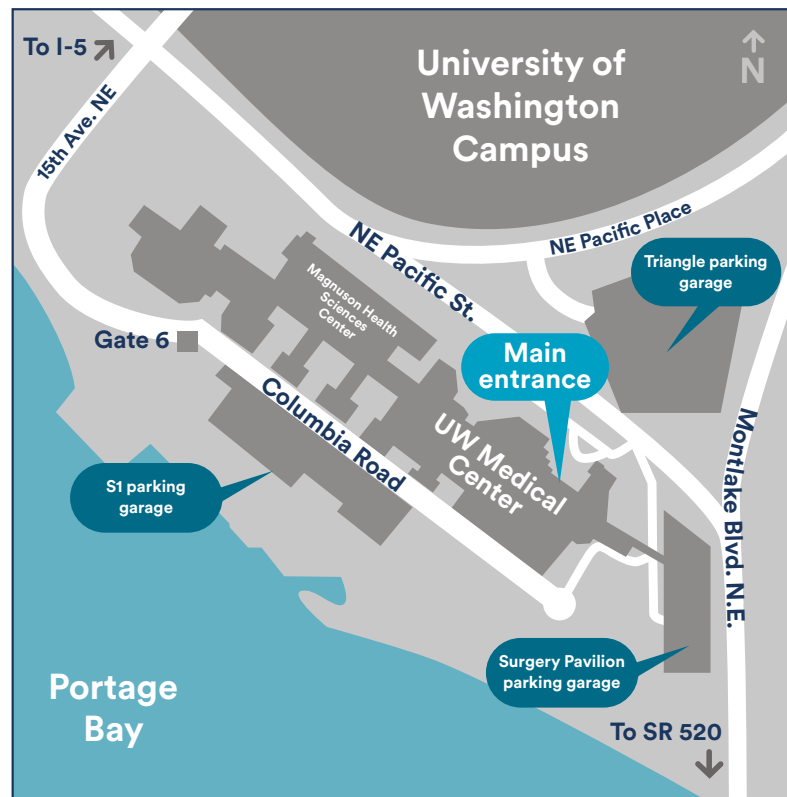 To I-5
University of
Washington
Campus
N
15th Ave. NE
NE Pacific St.
NE Pacific Place
Triangle parking
garage
Magnuson Health
Sciences
Center
Gate 6
Main
entrance
Columbia Road
UW Medical
Center
Montlake Blvd. N.E.
S1 parking
garage
Surgery Pavilion
parking garage
Portage
Bay
To SR 520